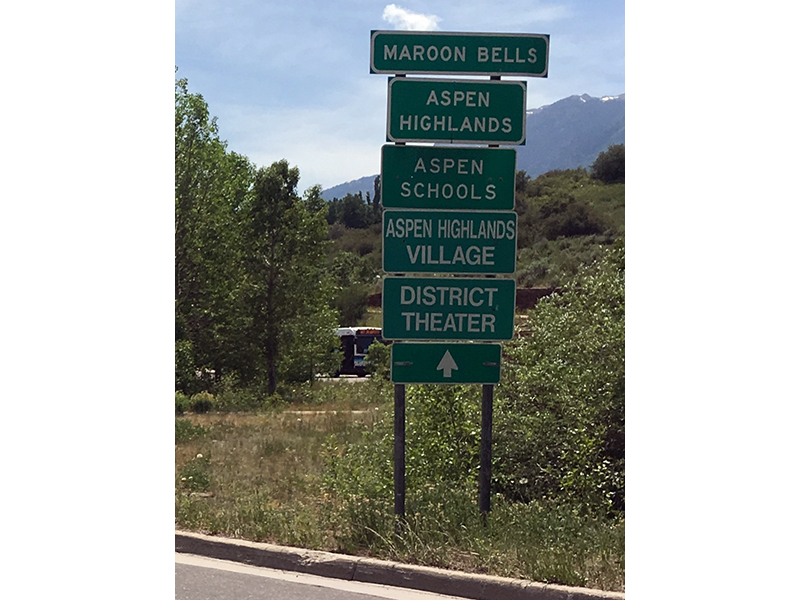 MAROON BELLS
ASPEN
HIGHLANDS
ASPEN
SCHOOLS
ASPEN HIGHLANDS
VILLAGE
DISTRICT
THEATER